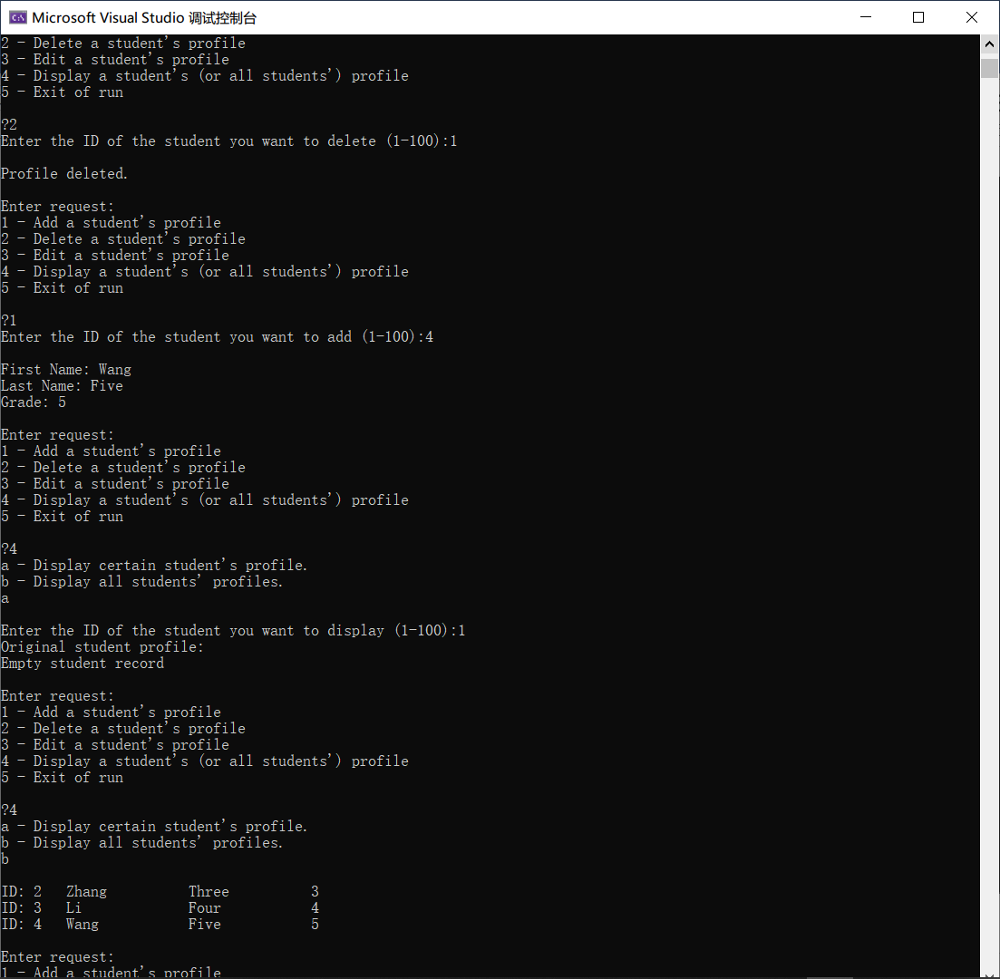 Microsoft Visual Studio 调试控制台
2 - Delete a student's profile
3 - Edit a student's profile
4 - Display a student's (or all students') profile
5 - Exit of run
?2
Enter the ID of the student you want to delete (1-100):1
Profile deleted.
Enter request:
1 - Add a student's profile
2 - Delete a student's profile
3 - Edit a student's profile
4 - Display a student's (or all students') profile
5 - Exit of run
?1
Enter the ID of the student you want to add (1-100):4
First Name: Wang
Last Name: Five
Grade: 5
Enter request:
1 - Add a student's profile
2 - Delete a student's profile
3 - Edit a student's profile
4 - Display a student's (or all students') profile
5 - Exit of run
?4
a - Display certain student's profile.
b - Display all students' profiles.
a
Enter the ID of the student you want to display (1-100):1
Original student profile:
Empty student record
Enter request:
1 - Add a student's profile
2 - Delete a student's profile
3 - Edit a student's profile
4 - Display a student's (or all students') profile
5 - Exit of run
?4
a - Display certain student's profile.
b - Display all students' profiles.
b
ID: 2 Zhang Three 3
ID: 3 Li Four 4
ID: 4 Wang Five 5
Enter request:
1 - Add a student's profile